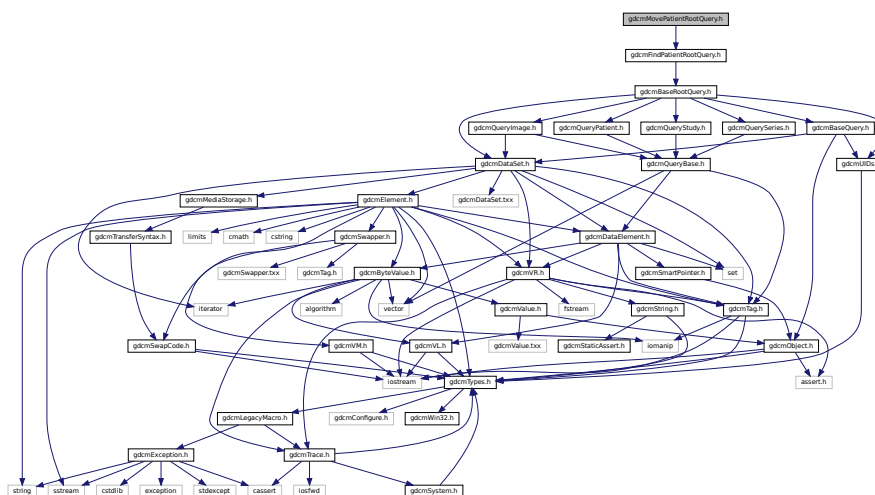 gdcmMovePatientRootQuery.h
gdcmFindPatientRootQuery.h
gdcmBaseRootQuery.h
gdcmQueryImage.h
gdcmQueryPatient.h
gdcmQueryStudy.h
gdcmQuerySeries.h
gdcmBaseQuery.h
gdcmDataSet.h
gdcmQueryBase.h
gdcmUIDs
gdcmMediaStorage.h
gdcmElement.h
gdcmDataSet.txx
gdcmTransferSyntax.h
limits
cmath
cstring
gdcmSwapper.h
gdcmDataElement.h
gdcmSwapper.txx
gdcmTag.h
gdcmByteValue.h
gdcmVR.h
gdcmSmartPointer.h
set
iterator
algorithm
vector
gdcmValue.h
fstream
gdcmString.h
gdcmTag.h
gdcmSwapCode.h
gdcmVM.h
gdcmVL.h
gdcmValue.txx
gdcmStaticAssert.h
iomanip
gdcmObject.h
iostream
gdcmTypes.h
assert.h
gdcmLegacyMacro.h
gdcmConfigure.h
gdcmWin32.h
gdcmException.h
gdcmTrace.h
string
sstream
cstdlib
exception
stdexcept
cassert
iosfwd
gdcmSystem.h